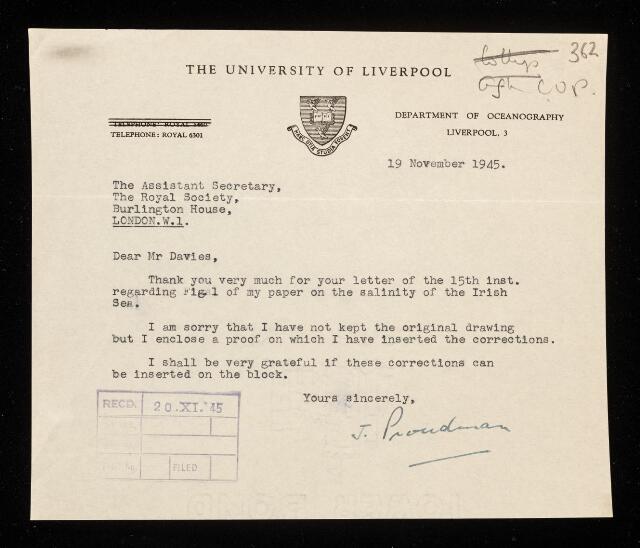 362
C.U.P.
THE UNIVERSITY OF LIVERPOOL
TELEPHONE: ROYAL 6301
HAEC OTIA STUDIA FOVENT
DEPARTMENT OF OCEANOGRAPHY
LIVERPOOL, 3
19 November 1945.
The Assistant Secretary,
The Royal Society,
Burlington House,
LONDON.W.1.
Dear Mr Davies,
Thank you very much for your letter of the 15th inst.
regarding Fig.1 of my paper on the salinity of the Irish
Sea.
I am sorry that I have not kept the original drawing
but I enclose a proof on which I have inserted the corrections.
I shall be very grateful if these corrections can
be inserted on the block.
Yours sincerely,
J. Proudman
RECD. 20.XI.'45
FILED